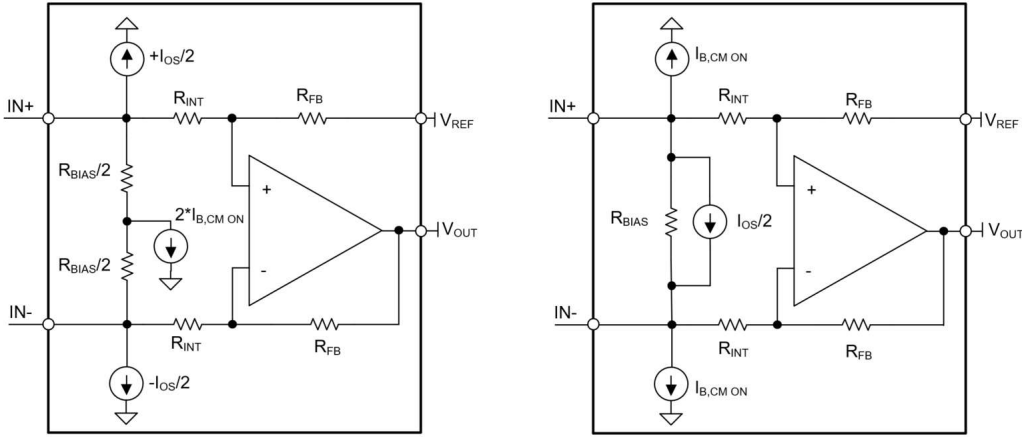 +IOS/2
RINT
RFB
IN+
VREF
RBIAS/2
2*IB,CM ON
+
VOUT
RBIAS/2
-
IN-
RINT
RFB
-IOS/2
IB,CM ON
RINT
RFB
IN+
VREF
+
RBIAS
IOS/2
VOUT
-
IN-
RINT
RFB
IB,CM ON